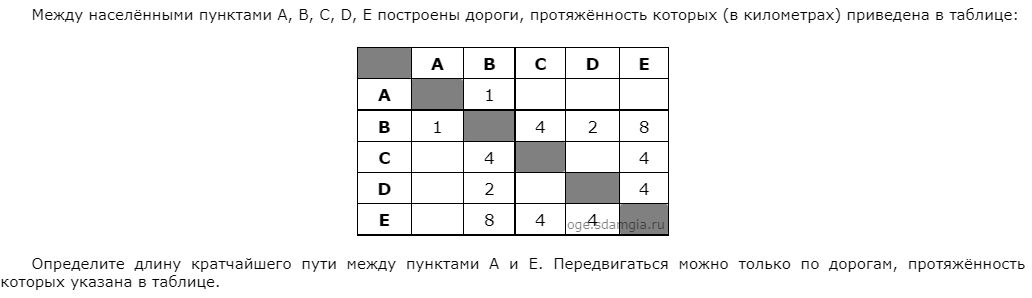 Между населёнными пунктами А, В, С, D, Е построены дороги, протяжённость которых (в километрах) приведена в таблице:
A B C D E
A 1
B 1 4 2 8
C 4 4
D 2 4
E 8 4 4
oge.sdamgia.ru
Определите длину кратчайшего пути между пунктами А и Е. Передвигаться можно только по дорогам, протяжённость
которых указана в таблице.